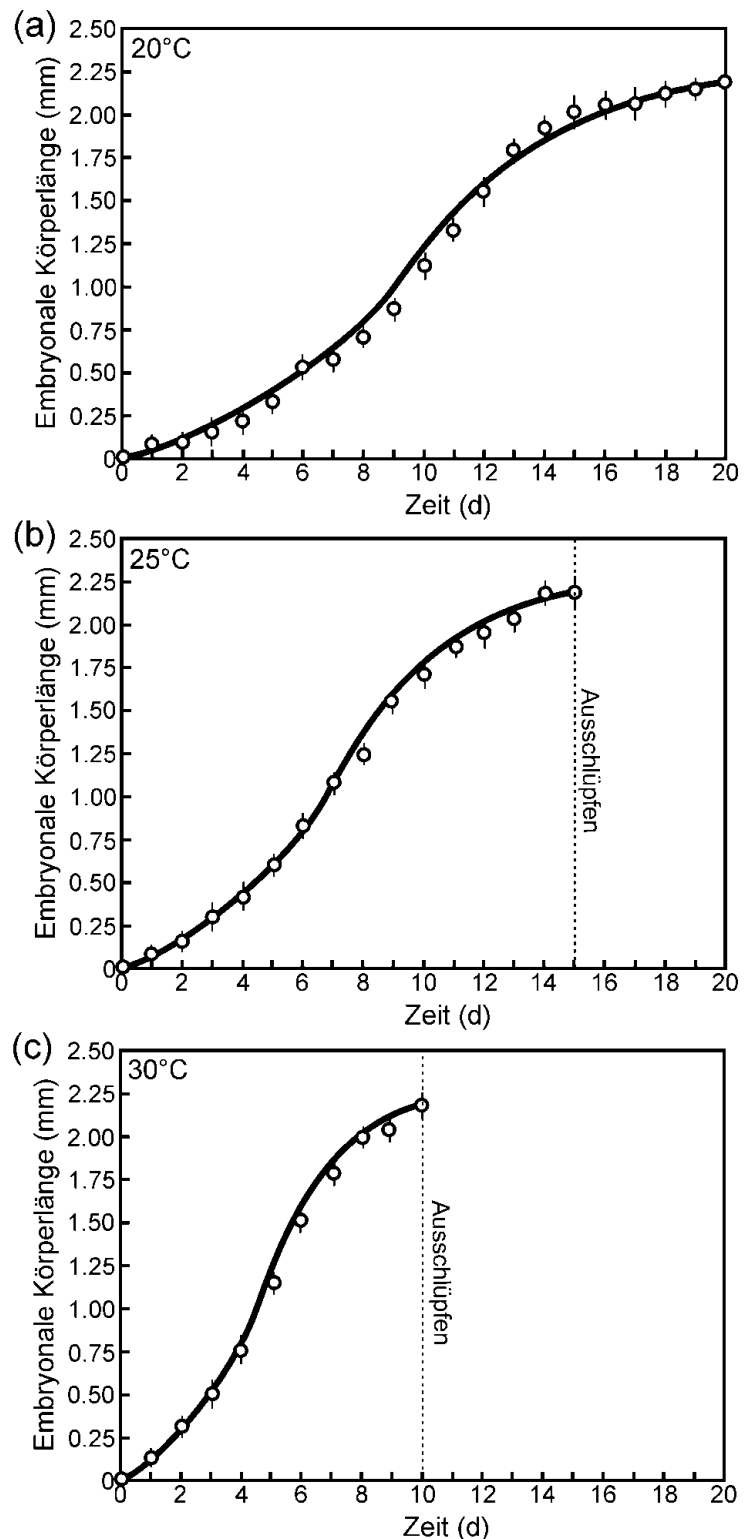 (a)
20°C
Embryonale Körperlänge (mm)
2.50
2.25
2.00
1.75
1.50
1.25
1.00
0.75
0.50
0.25
0
0 2 4 6 8 10 12 14 16 18 20
Zeit (d)
(b)
25°C
Embryonale Körperlänge (mm)
2.50
2.25
2.00
1.75
1.50
1.25
1.00
0.75
0.50
0.25
0
Ausschlüpfen
0 2 4 6 8 10 12 14 16 18 20
Zeit (d)
(c)
30°C
Embryonale Körperlänge (mm)
2.50
2.25
2.00
1.75
1.50
1.25
1.00
0.75
0.50
0.25
0
Ausschlüpfen
0 2 4 6 8 10 12 14 16 18 20
Zeit (d)